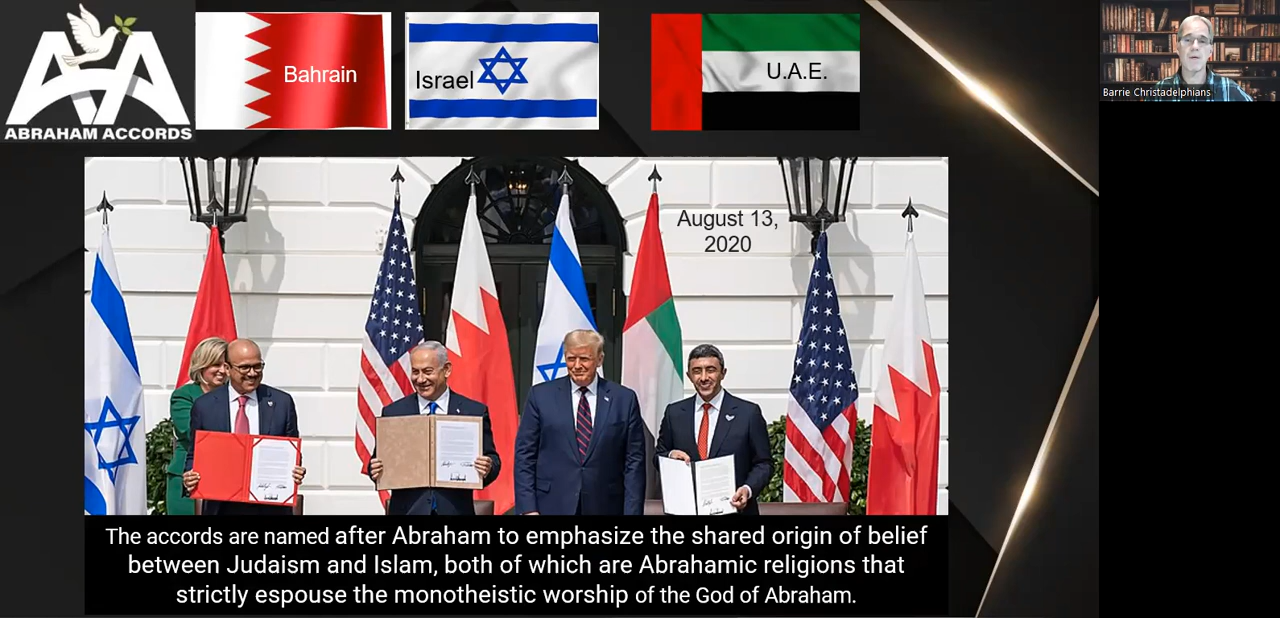 ABRAHAM ACCORDS
Bahrain
Israel
U.A.E.
Barrie Christadelphians
August 13,
2020
The accords are named after Abraham to emphasize the shared origin of belief
between Judaism and Islam, both of which are Abrahamic religions that
strictly espouse the monotheistic worship of the God of Abraham.